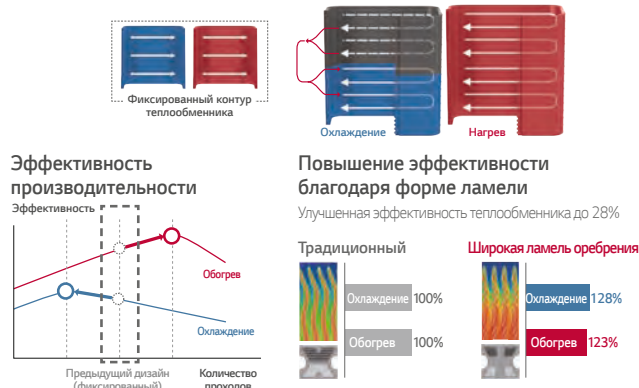 Фиксированный контур
теплообменника
Охлаждение
Нагрев
Эффективность
производительности
Эффективность
Обогрев
Охлаждение
Предыдущий дизайн
(фиксированный)
Количество
проходов
Повышение эффективности
благодаря форме ламели
Улучшенная эффективность теплообменника до 28%
Традиционный
Охлаждение 100%
Обогрев 100%
Широкая ламель оребрения
Охлаждение 128%
Обогрев 123%